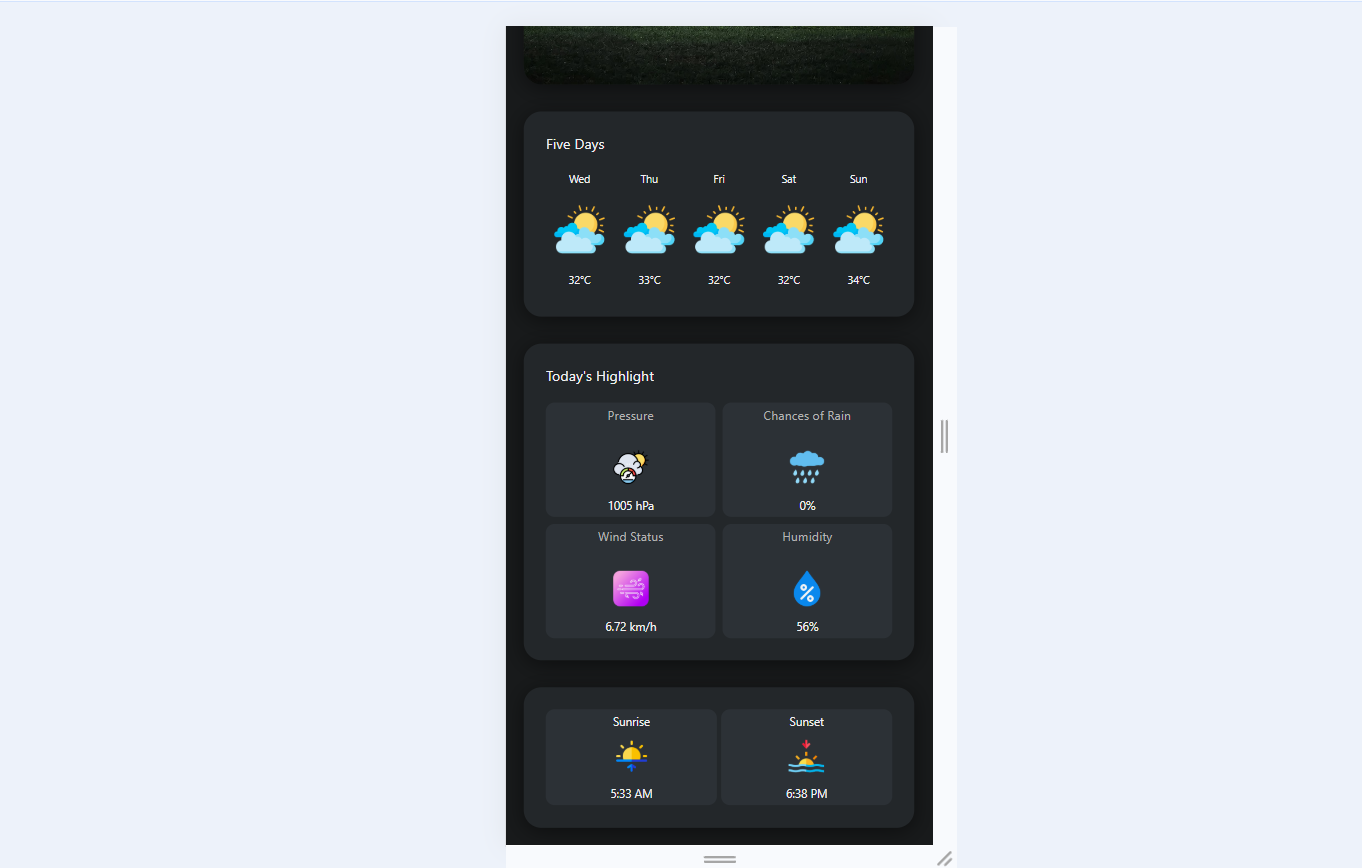 Five Days
Wed Thu Fri Sat Sun
32°C 33°C 32°C 32°C 34°C
Today's Highlight
Pressure Chances of Rain
1005 hPa 0%
Wind Status Humidity
%
6.72 km/h 56%
Sunrise Sunset
5:33 AM 6:38 PM